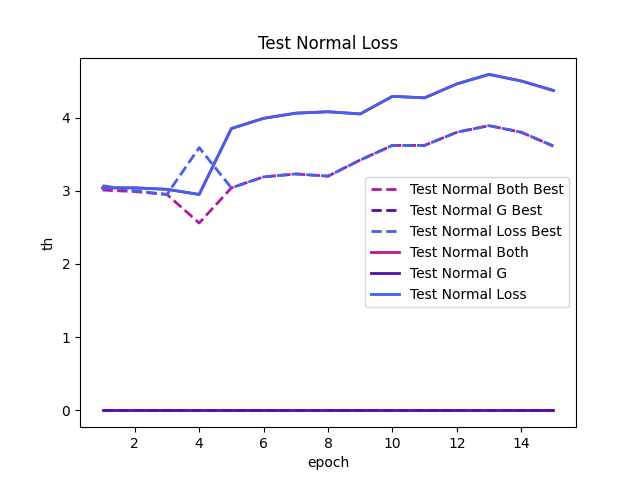 Test Normal Loss
th
4
3
2
1
0
Test Normal Both Best
Test Normal G Best
Test Normal Loss Best
Test Normal Both
Test Normal G
Test Normal Loss
2 4 6 8 10 12 14
epoch